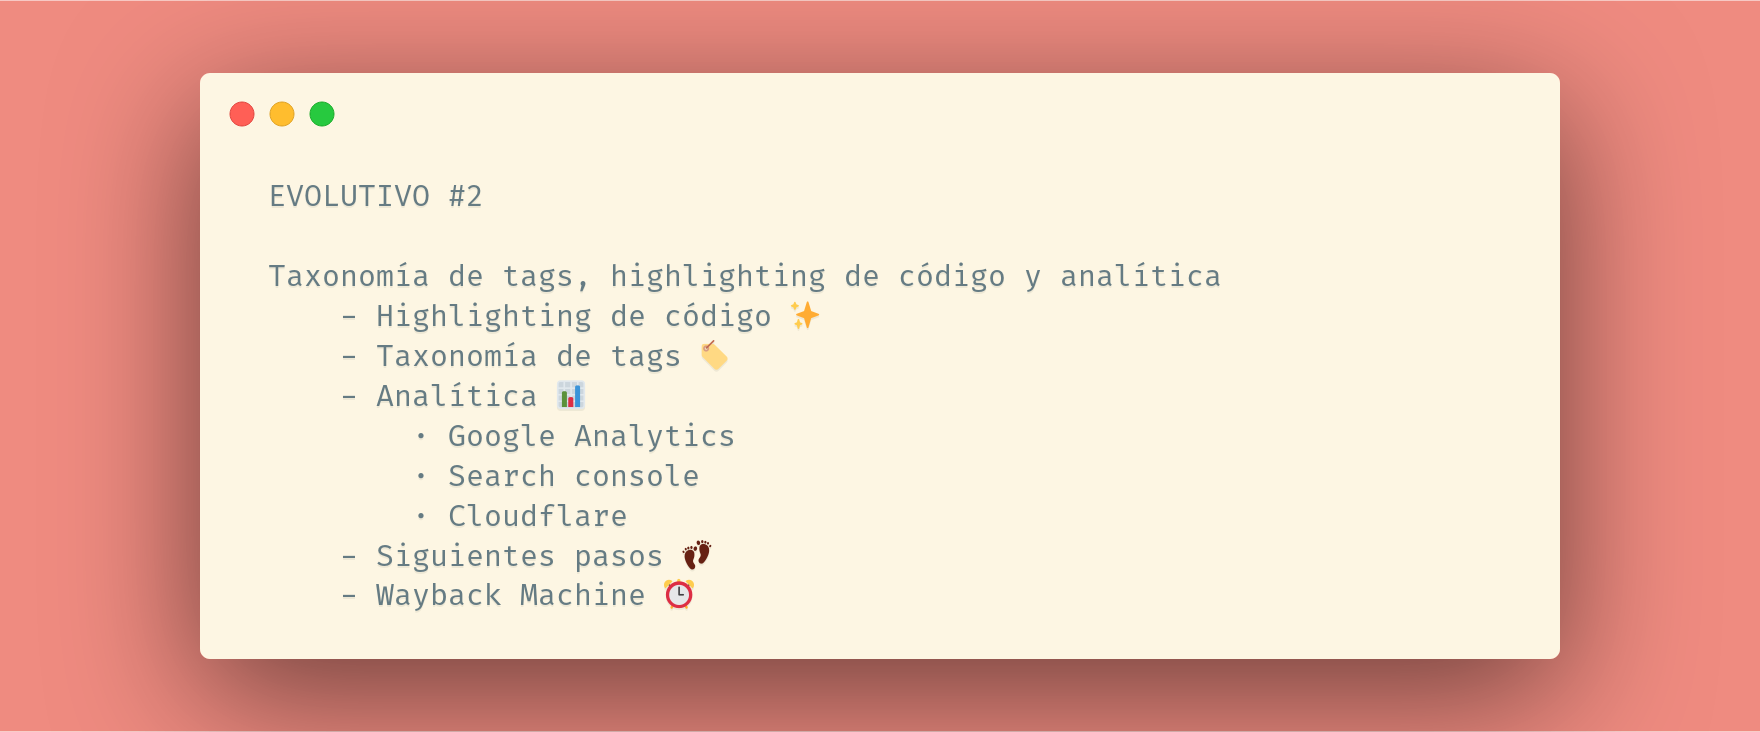 EVOLUTIVO #2
Taxonomía de tags, highlighting de código y analítica
- Highlighting de código ✨
- Taxonomía de tags 🏷️
- Analítica 📊
· Google Analytics
· Search console
· Cloudflare
- Siguientes pasos 👣
- Wayback Machine ⏰